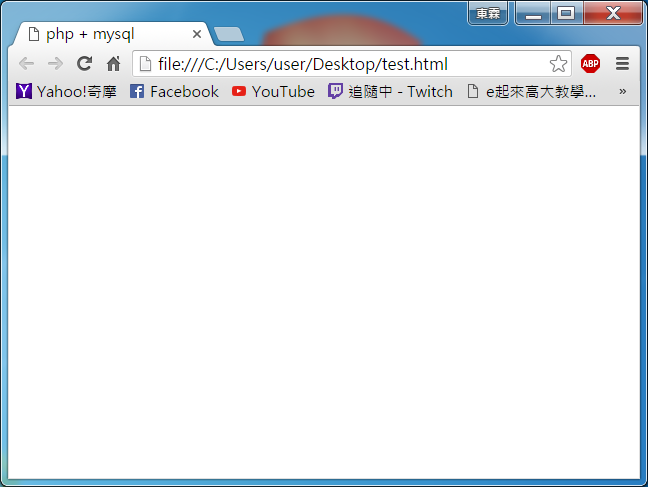 東霖
php + mysql
file:///C:/Users/user/Desktop/test.html
ABP
Yahoo!奇摩 Facebook YouTube 追隨中 - Twitch e起來高大教學... »